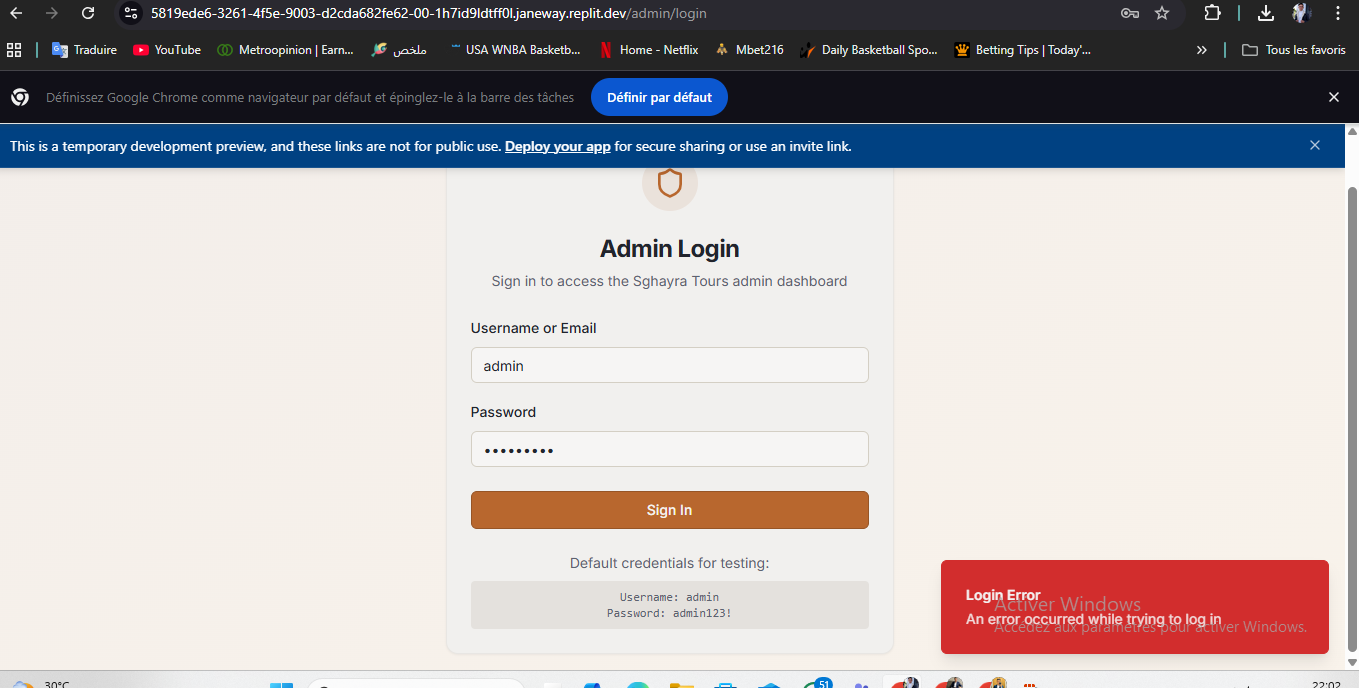 5819ede6-3261-4f5e-9003-d2cda682fe62-00-1h7id9ldtff0l.janeway.replit.dev/admin/login
Traduire
YouTube
Metroopinion | Earn...
ملخص
USA WNBA Basketb...
Home - Netflix
Mbet216
Daily Basketball Spo...
Betting Tips | Today'...
Tous les favoris
Définissez Google Chrome comme navigateur par défaut et épinglez-le à la barre des tâches
Définir par défaut
This is a temporary development preview, and these links are not for public use. Deploy your app for secure sharing or use an invite link.
Admin Login
Sign in to access the Sghayra Tours admin dashboard
Username or Email
admin
Password
Sign In
Default credentials for testing:
Username: admin
Password: admin123!
Login Error
An error occurred while trying to log in
Activer Windows
Accédez aux paramètres pour activer Windows.
30°C
51
22:02